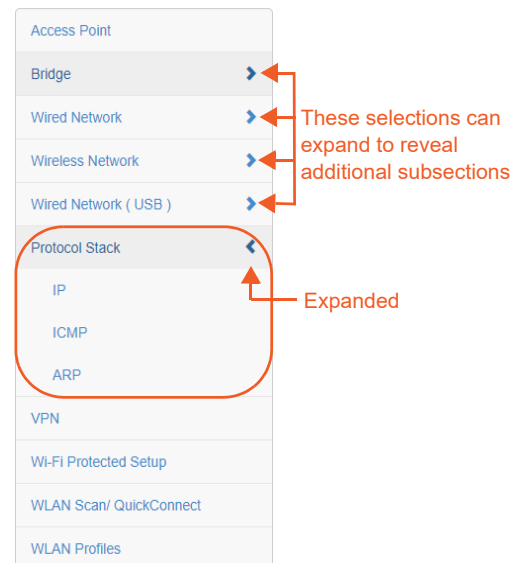 Access Point
Bridge
Wired Network
Wireless Network
Wired Network ( USB )
These selections can
expand to reveal
additional subsections
Protocol Stack
IP
Expanded
ICMP
ARP
VPN
Wi-Fi Protected Setup
WLAN Scan/ QuickConnect
WLAN Profiles